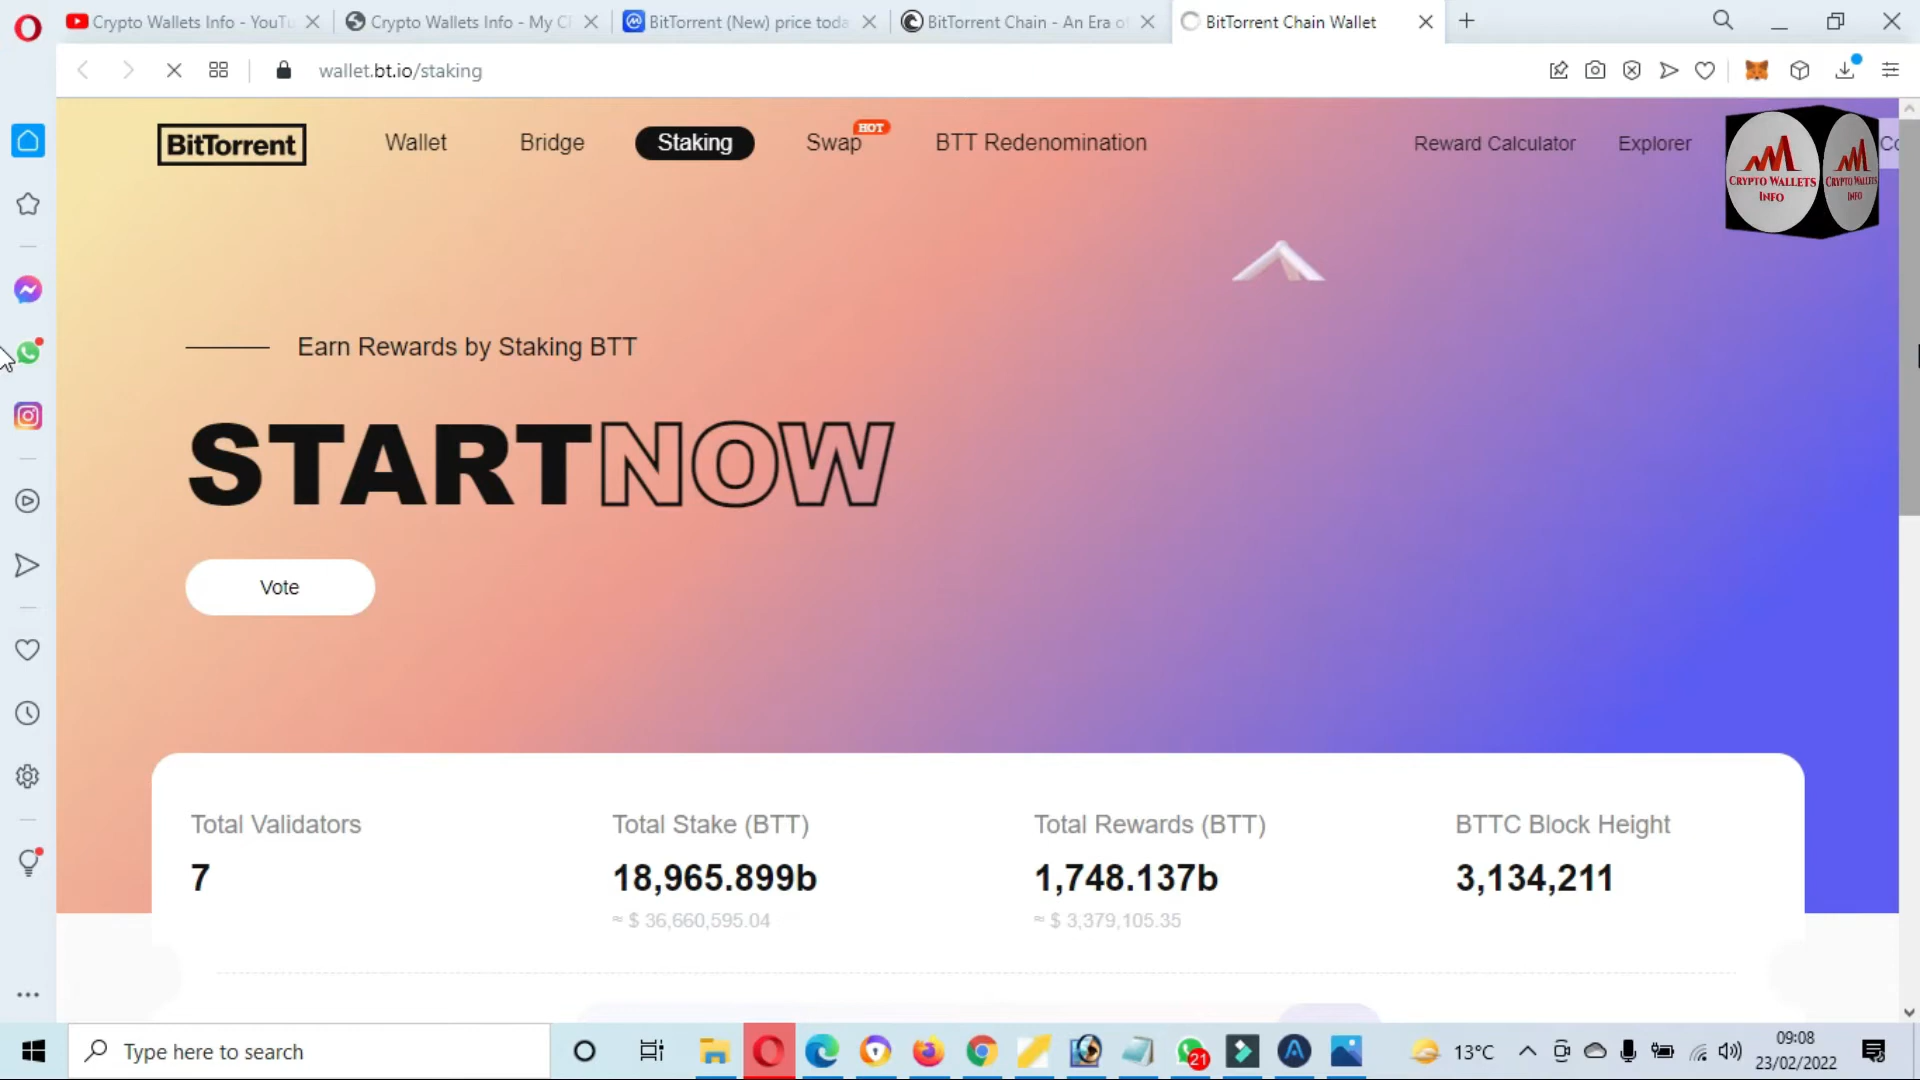 Crypto Wallets Info - YouTu
Crypto Wallets Info - My C
BitTorrent (New) price toda
BitTorrent Chain - An Era o
BitTorrent Chain Wallet
wallet.bt.io/staking
BitTorrent
Wallet
Bridge
Staking
Swap
HOT
BTT Redenomination
Reward Calculator
Explorer
Co
CRYPTO WALLETS
INFO
CRYPTO WALLETS
INFO
Earn Rewards by Staking BTT
STARTNOW
Vote
Total Validators
7
Total Stake (BTT)
18,965.899b
≈ $ 36,660,595.04
Total Rewards (BTT)
1,748.137b
≈ $ 3,379,105.35
BTTC Block Height
3,134,211
Type here to search
21
13°C
09:08
23/02/2022